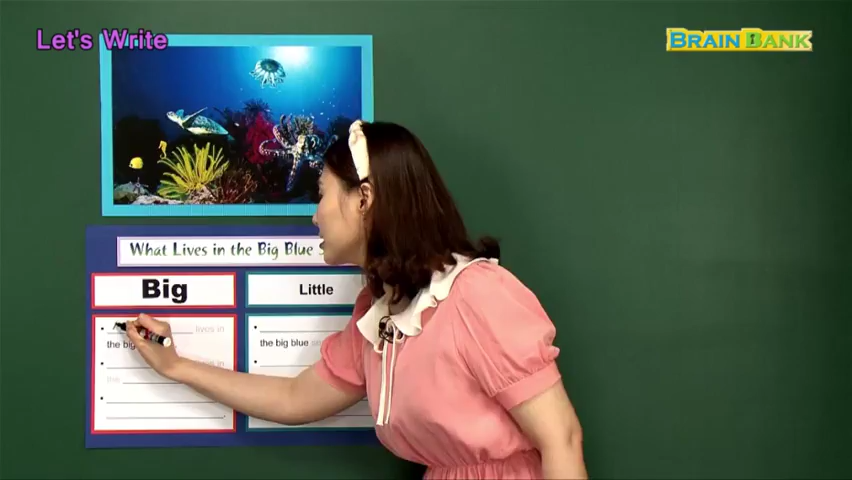 Let's Write
BRAIN BANK
What Lives in the Big Blue
Big
Little
lives in
the big
the big blue
in
the